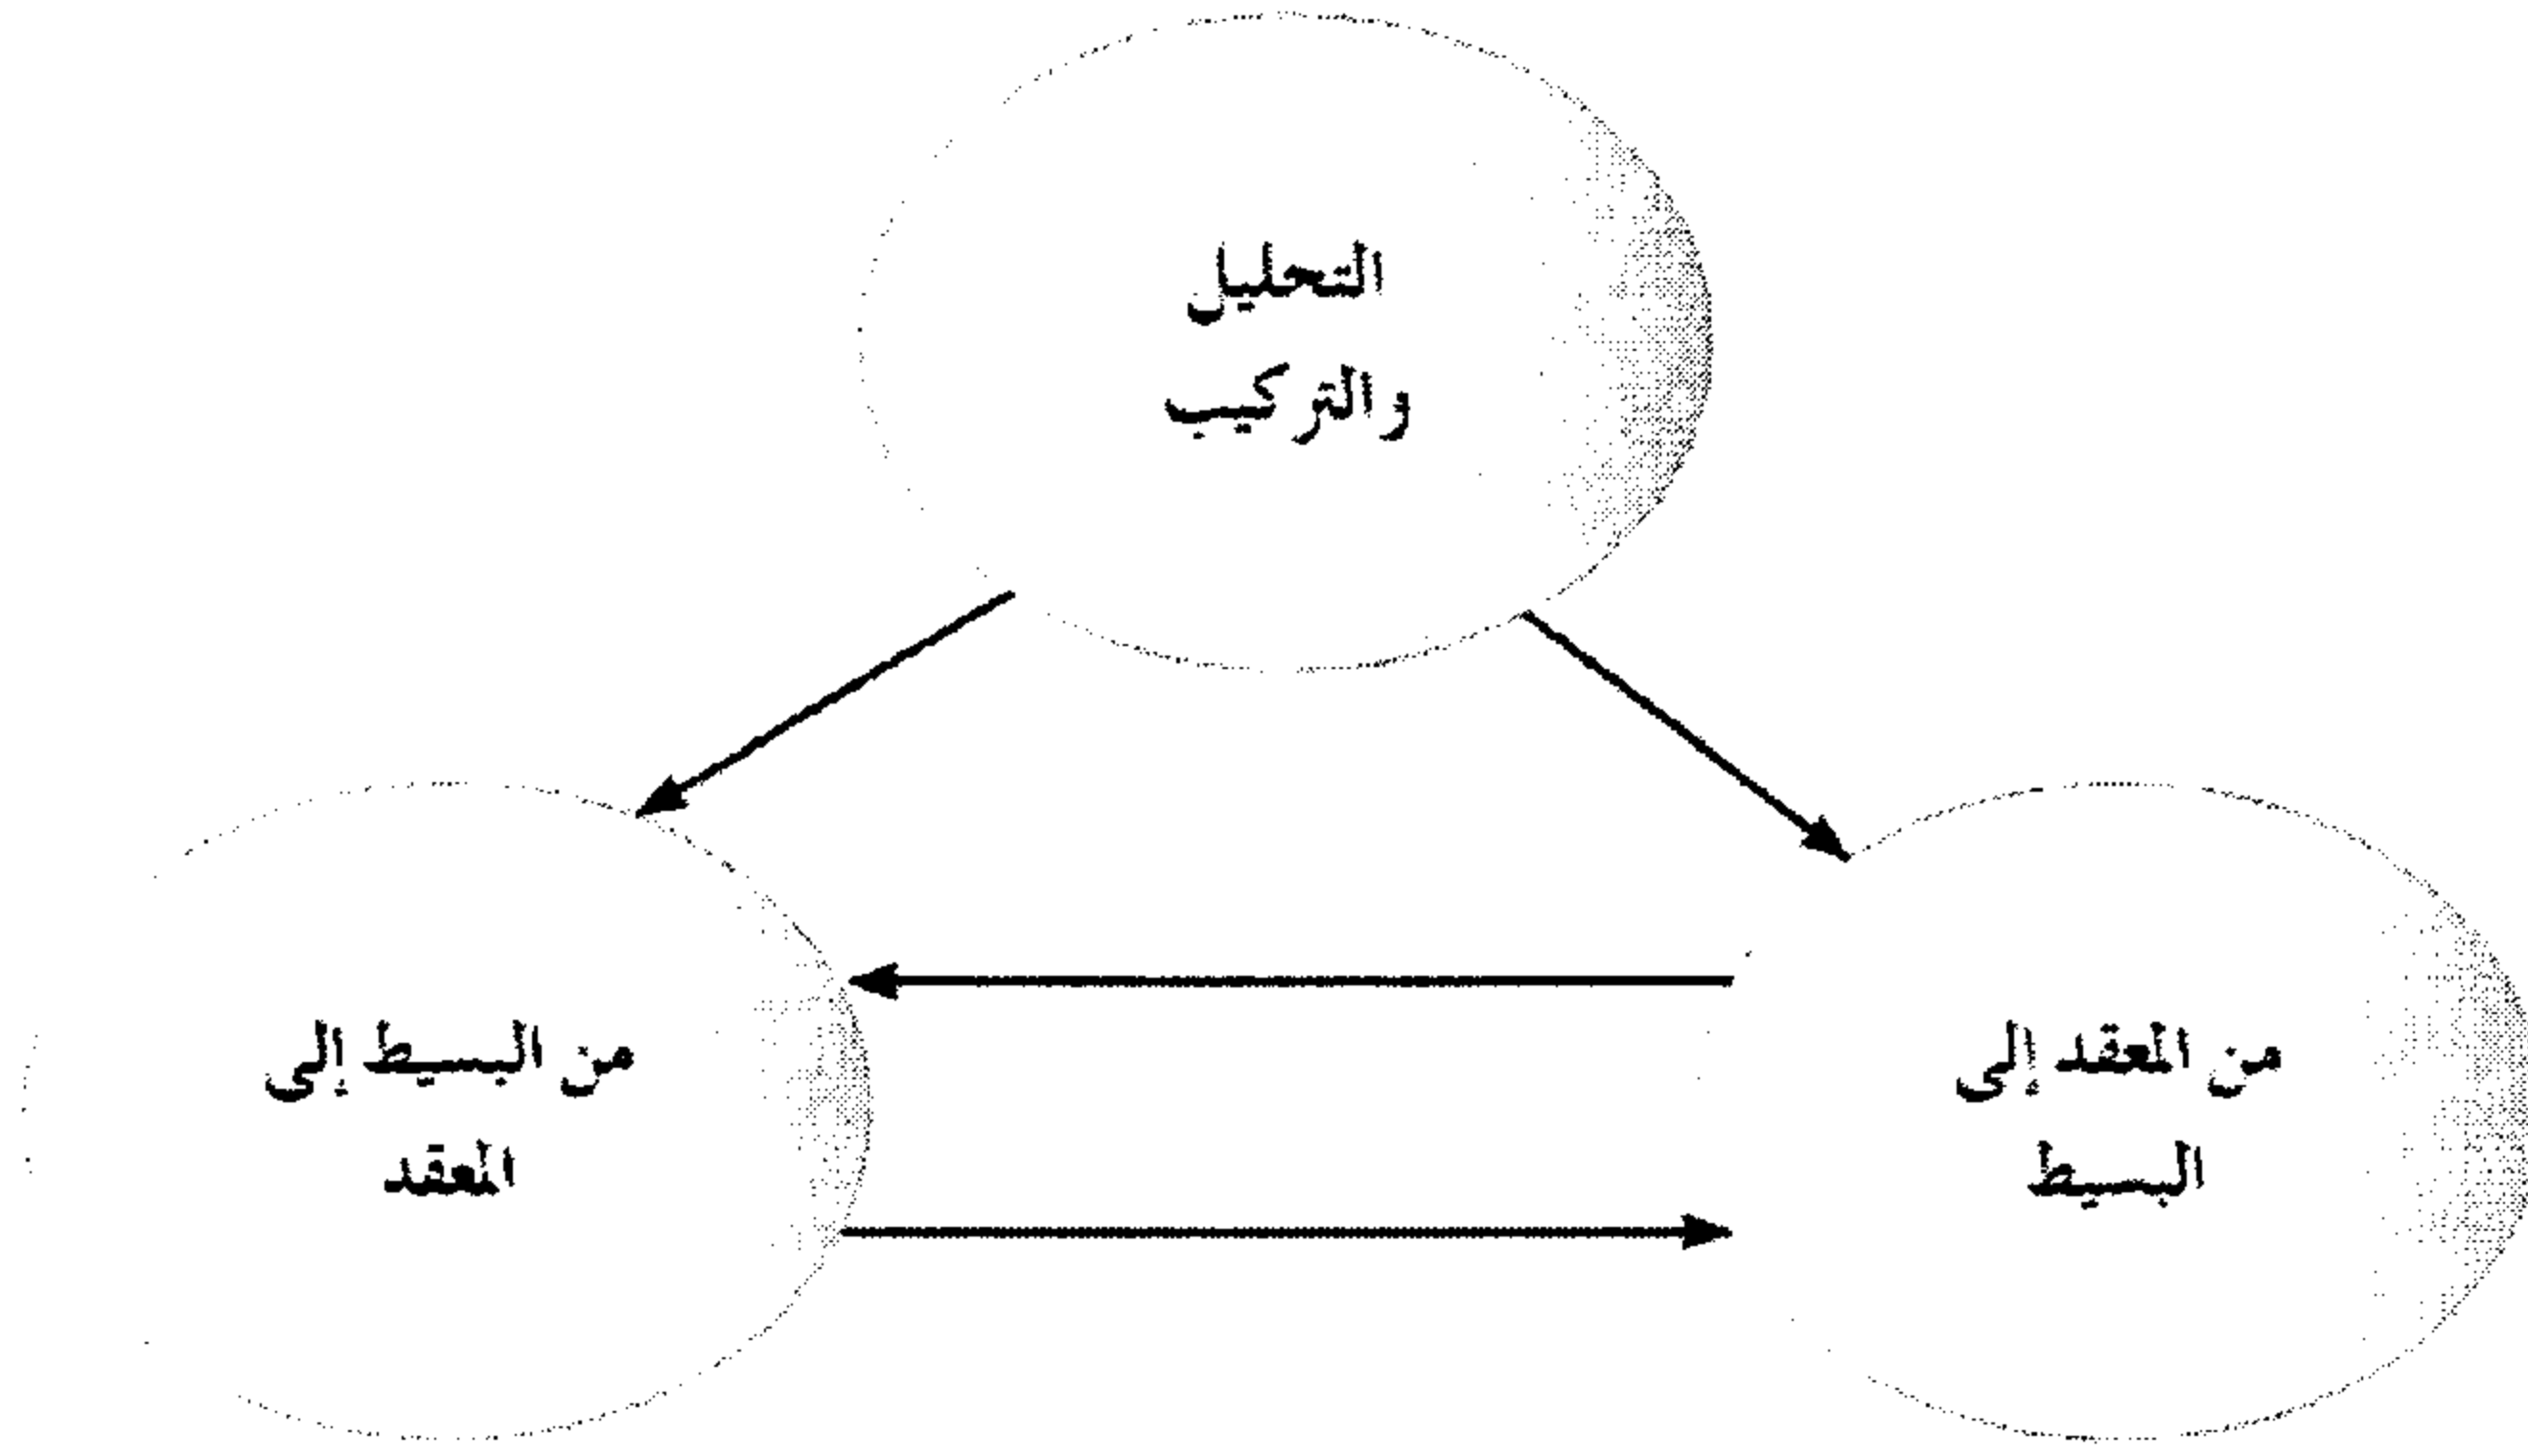 التحليل
والتركيب
من المعقد إلى
البسيط
من البسيط إلى
المعقد